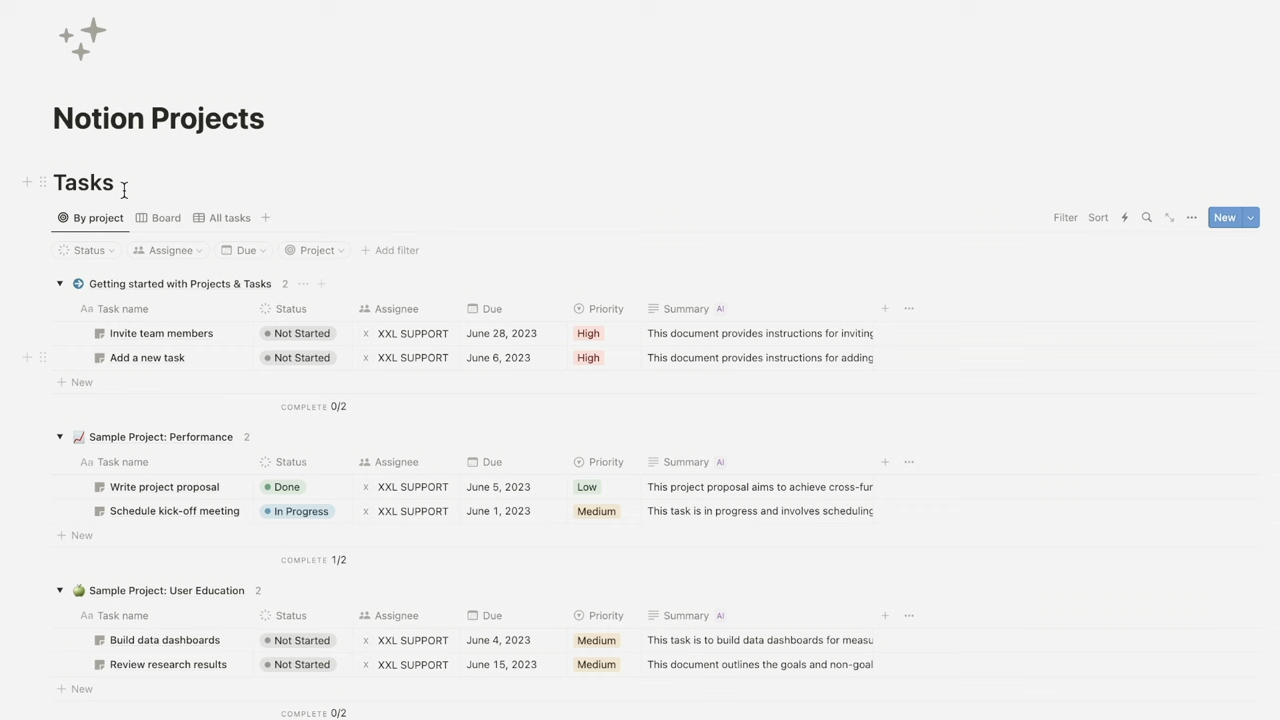 Notion Projects
Tasks
By project Board All tasks Filter Sort New
Status Assignee Due Project Add filter
Getting started with Projects & Tasks 2
Aa Task name Status Assignee Due Priority Summary AI
Invite team members Not Started X XXL SUPPORT June 28, 2023 High This document provides instructions for inviting
Add a new task Not Started X XXL SUPPORT June 6, 2023 High This document provides instructions for adding
New
COMPLETE 0/2
Sample Project: Performance 2
Aa Task name Status Assignee Due Priority Summary AI
Write project proposal Done X XXL SUPPORT June 5, 2023 Low This project proposal aims to achieve cross-fur
Schedule kick-off meeting In Progress X XXL SUPPORT June 1, 2023 Medium This task is in progress and involves scheduling
New
COMPLETE 1/2
Sample Project: User Education 2
Aa Task name Status Assignee Due Priority Summary AI
Build data dashboards Not Started X XXL SUPPORT June 4, 2023 Medium This task is to build data dashboards for measu
Review research results Not Started X XXL SUPPORT June 15, 2023 Medium This document outlines the goals and non-goal
New
COMPLETE 0/2